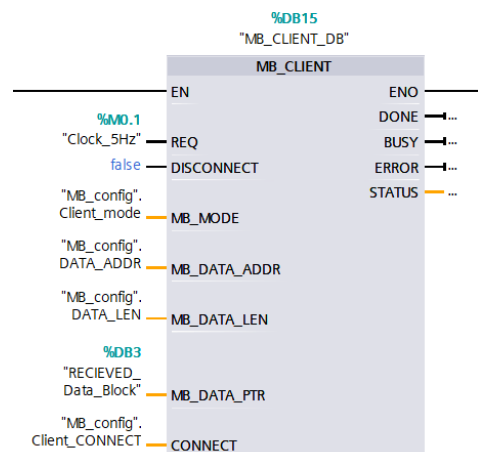 %DB15
"MB_CLIENT_DB"
MB_CLIENT
EN
ENO
DONE
...
%M0.1
"Clock_5Hz"
REQ
BUSY
...
false
DISCONNECT
ERROR
...
STATUS
...
"MB_config".
Client_mode
MB_MODE
"MB_config".
DATA_ADDR
MB_DATA_ADDR
"MB_config".
DATA_LEN
MB_DATA_LEN
%DB3
"RECIEVED_
Data_Block"
MB_DATA_PTR
"MB_config".
Client_CONNECT
CONNECT